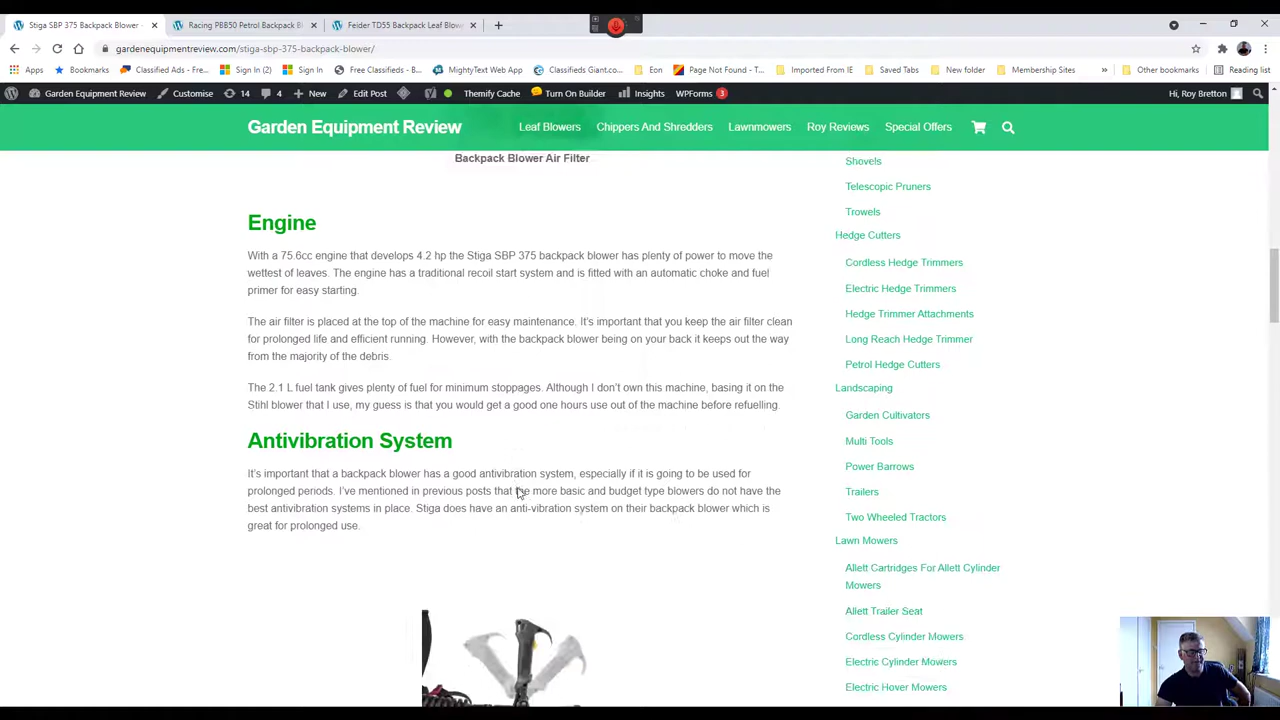 Stiga SBP 375 Backpack Blower -
Racing PBB50 Petrol Backpack Bl
Feider TD55 Backpack Leaf Blowe
gardenequipmentreview.com/stiga-sbp-375-backpack-blower/
Apps Bookmarks Classified Ads - Fre... Sign In (2) Sign In Free Classifieds - B... MightyText Web App Classifieds Giant.co... Eon Page Not Found - T... Imported From IE Saved Tabs New folder Membership Sites » Other bookmarks Reading list
Garden Equipment Review Customise 14 4 New Edit Post Themify Cache Turn On Builder Insights WPForms 3 Hi, Roy Bretton
Garden Equipment Review Leaf Blowers Chippers And Shredders Lawnmowers Roy Reviews Special Offers
Backpack Blower Air Filter
Engine
With a 75.6cc engine that develops 4.2 hp the Stiga SBP 375 backpack blower has plenty of power to move the
wettest of leaves. The engine has a traditional recoil start system and is fitted with an automatic choke and fuel
primer for easy starting.
The air filter is placed at the top of the machine for easy maintenance. It's important that you keep the air filter clean
for prolonged life and efficient running. However, with the backpack blower being on your back it keeps out the way
from the majority of the debris.
The 2.1 L fuel tank gives plenty of fuel for minimum stoppages. Although I don't own this machine, basing it on the
Stihl blower that I use, my guess is that you would get a good one hours use out of the machine before refuelling.
Antivibration System
It's important that a backpack blower has a good antivibration system, especially if it is going to be used for
prolonged periods. I've mentioned in previous posts that the more basic and budget type blowers do not have the
best antivibration systems in place. Stiga does have an anti-vibration system on their backpack blower which is
great for prolonged use.
Shovels
Telescopic Pruners
Trowels
Hedge Cutters
Cordless Hedge Trimmers
Electric Hedge Trimmers
Hedge Trimmer Attachments
Long Reach Hedge Trimmer
Petrol Hedge Cutters
Landscaping
Garden Cultivators
Multi Tools
Power Barrows
Trailers
Two Wheeled Tractors
Lawn Mowers
Allett Cartridges For Allett Cylinder
Mowers
Allett Trailer Seat
Cordless Cylinder Mowers
Electric Cylinder Mowers
Electric Hover Mowers